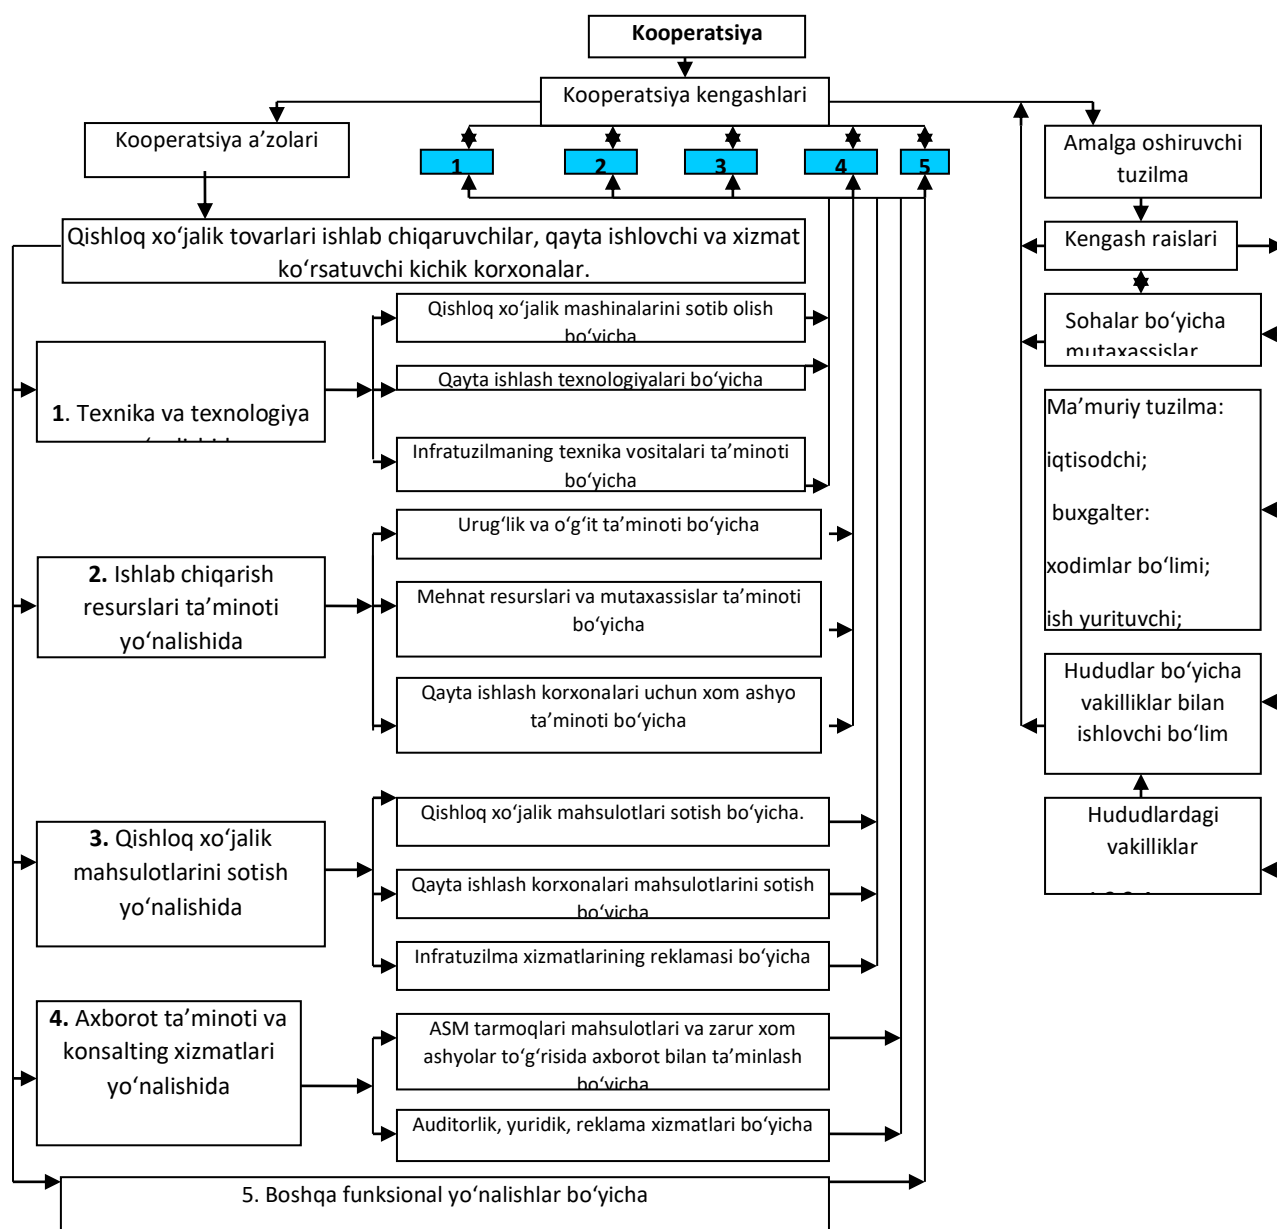 Kooperatsiya
Kooperatsiya kengashlari
Kooperatsiya a’zolari
1
2
3
4
5
Amalga oshiruvchi
tuzilma
Qishloq xo‘jalik tovarlari ishlab chiqaruvchilar, qayta ishlovchi va xizmat
ko‘rsatuvchi kichik korxonalar.
Kengash raislari
Sohalar bo‘yicha
mutaxassislar
Ma’muriy tuzilma:
iqtisodchi;
buxgalter:
xodimlar bo‘limi;
ish yurituvchi;
Hududlar bo‘yicha
vakilliklar bilan
ishlovchi bo‘lim
Hududlardagi
vakilliklar
1. Texnika va texnologiya
Qishloq xo‘jalik mashinalarini sotib olish
bo‘yicha
Qayta ishlash texnologiyalari bo‘yicha
Infratuzilmaning texnika vositalari ta’minoti
bo‘yicha
2. Ishlab chiqarish
resurslari ta’minoti
yo‘nalishida
Urug‘lik va o‘g‘it ta’minoti bo‘yicha
Mehnat resurslari va mutaxassislar ta’minoti
bo‘yicha
Qayta ishlash korxonalari uchun xom ashyo
ta’minoti bo‘yicha
3. Qishloq xo‘jalik
mahsulotlarini sotish
yo‘nalishida
Qishloq xo‘jalik mahsulotlari sotish bo‘yicha.
Qayta ishlash korxonalari mahsulotlarini sotish
bo‘yicha
Infratuzilma xizmatlarining reklamasi bo‘yicha
4. Axborot ta’minoti va
konsalting xizmatlari
yo‘nalishida
ASM tarmoqlari mahsulotlari va zarur xom
ashyolar to‘g‘risida axborot bilan ta’minlash
bo‘yicha
Auditorlik, yuridik, reklama xizmatlari bo‘yicha
5. Boshqa funksional yo‘nalishlar bo‘yicha